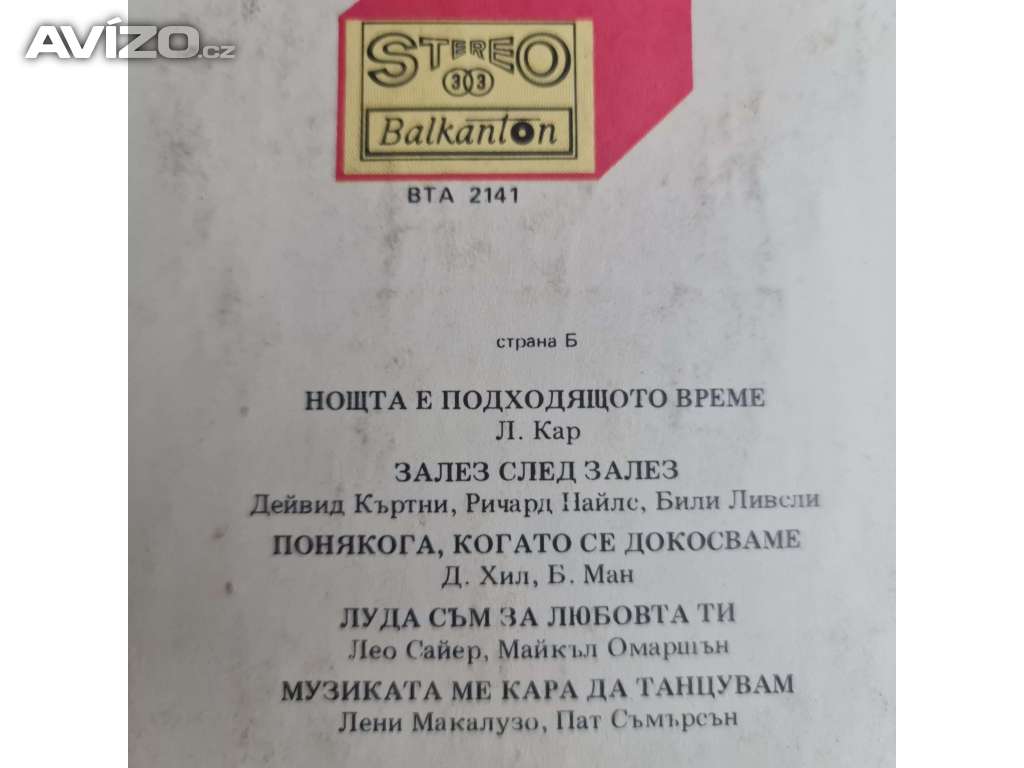 AVÍZO.cz
STEREO
33
Balkanton
ВТА 2141
страна Б
НОЩТА Е ПОДХОДЯЩОТО ВРЕМЕ
Л. Кар
ЗАЛЕЗ СЛЕД ЗАЛЕЗ
Дейвид Къртни, Ричард Найлс, Били Ливсли
ПОНЯКОГА, КОГАТО СЕ ДОКОСВАМЕ
Д. Хил, Б. Ман
ЛУДА СЪМ ЗА ЛЮБОВТА ТИ
Лео Сайер, Майкъл Омаршън
МУЗИКАТА МЕ КАРА ДА ТАНЦУВАМ
Лени Макалузо, Пат Съмърсън